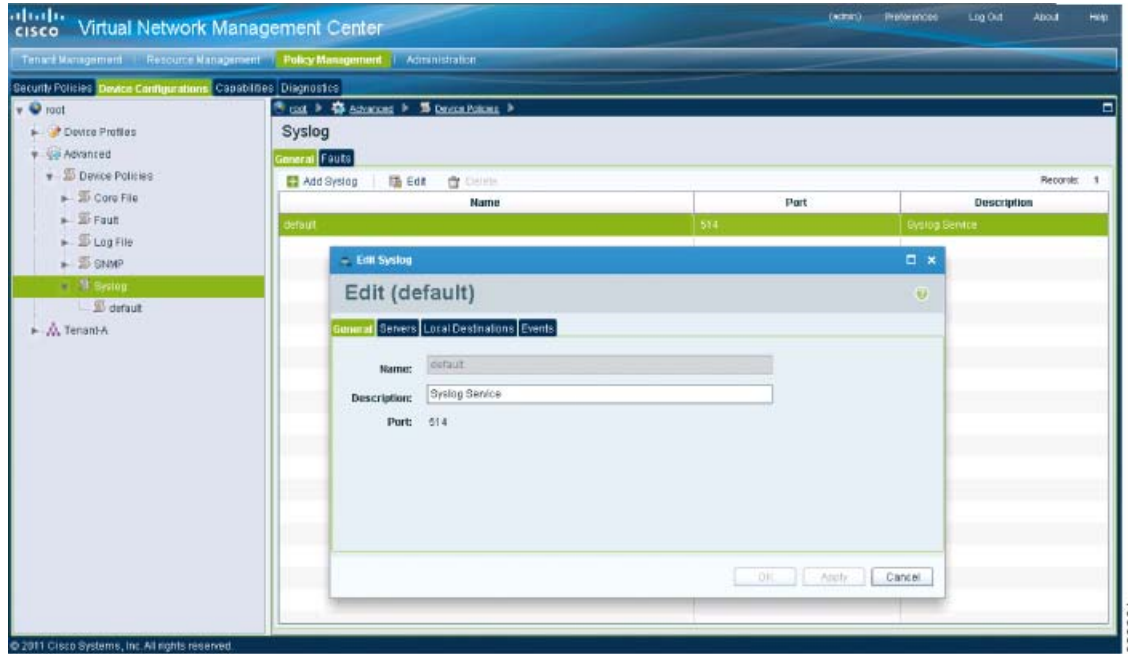 CISCO Virtual Network Management Center
(admin) Preferences Log Out About Help
Tenant Management Resource Management Policy Management Administration
Security Policies Device Configurations Capabilities Diagnostics
root
Device Profiles
Advanced
Device Policies
Core File
Fault
Log File
SNMP
Syslog
default
Tenant-A
root Advanced Device Policies
Syslog
General Faults
Add Syslog Edit Delete Records: 1
Name Port Description
default 514 Syslog Service
Edit Syslog
Edit (default)
General Servers Local Destinations Events
Name: default
Description: Syslog Service
Port: 514
OK Apply Cancel
© 2011 Cisco Systems, Inc. All rights reserved.